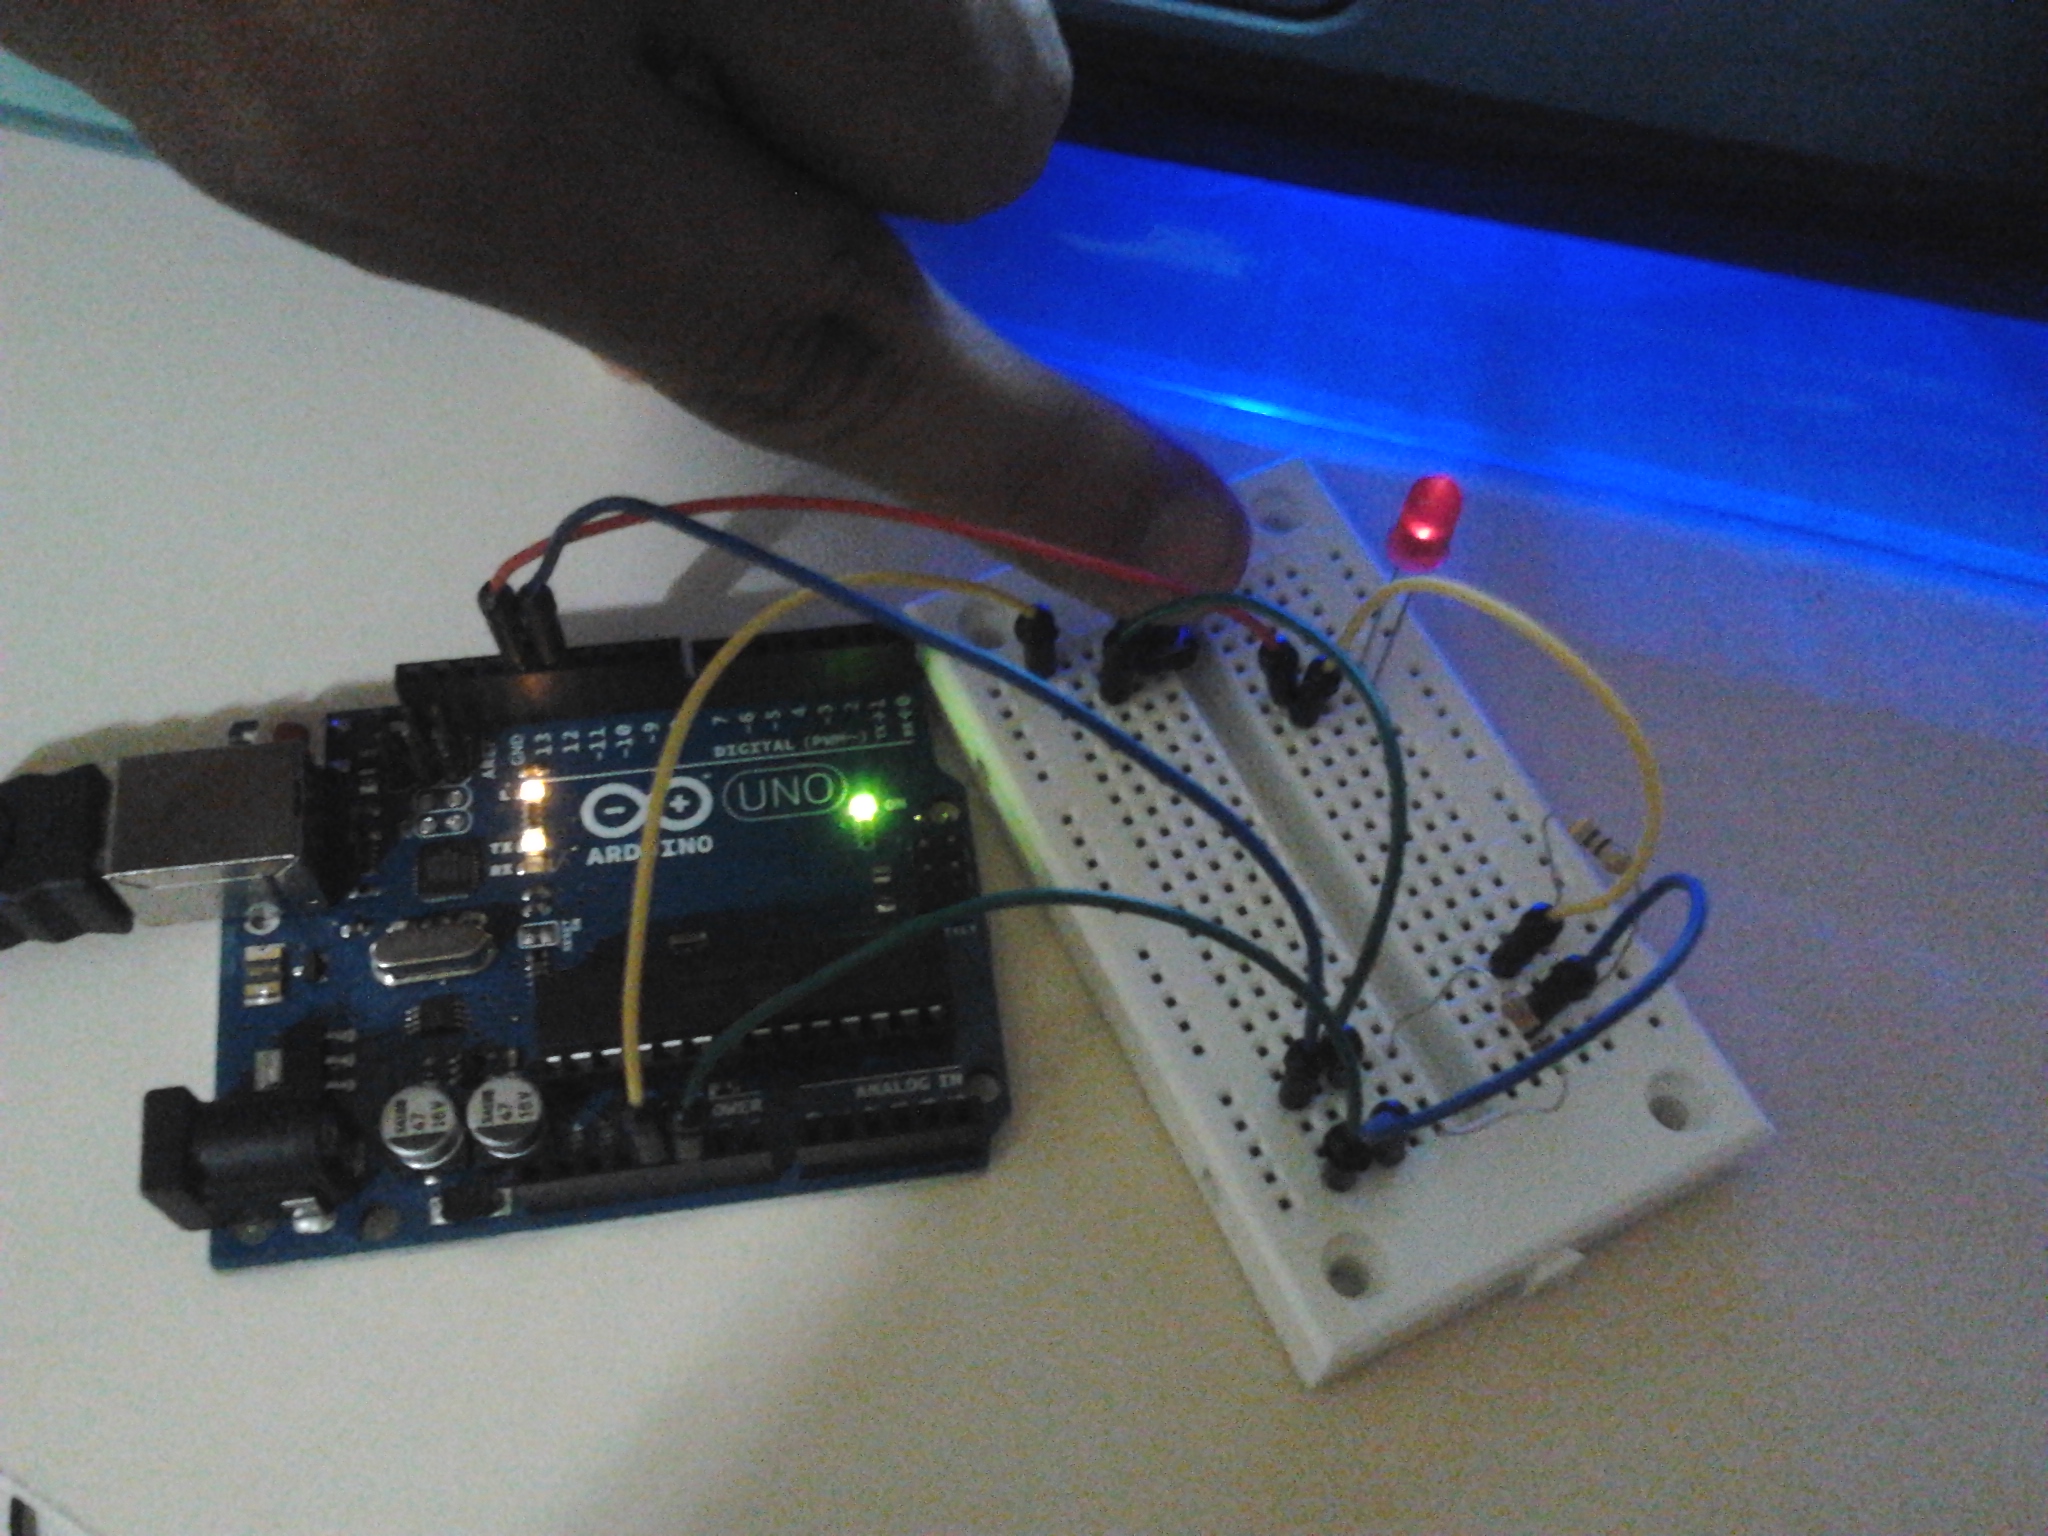 AREF
GND
13
12
~11
~10
~9
7
~6
~5
4
~3
2
TX→1
RX←0
DIGITAL (PWM~)
UNO
ON
TX
RX
ARDUINO
RESET
47
16V
47
16V
POWER
ANALOG IN